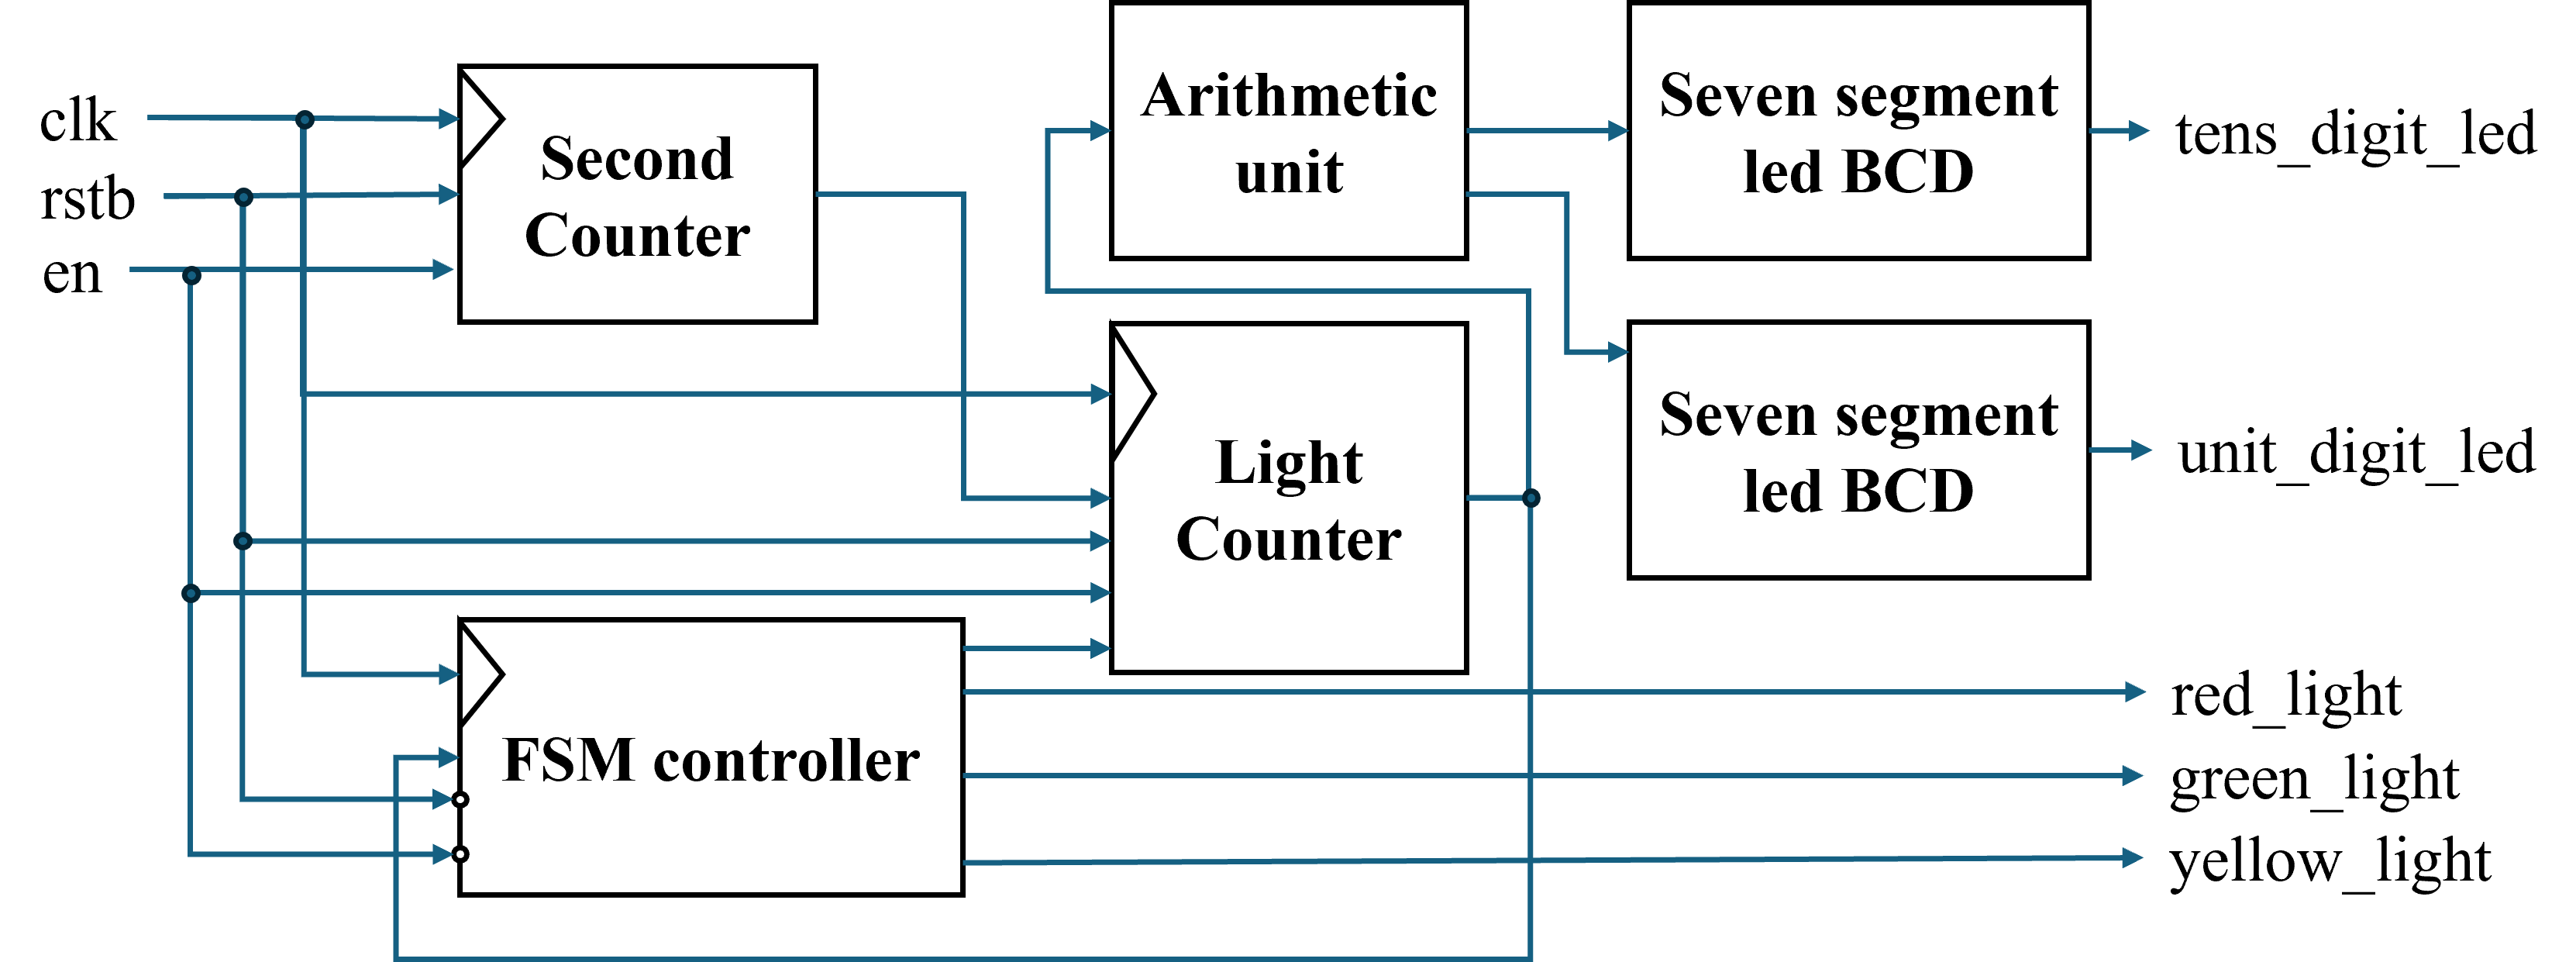 clk
rstb
en
Second
Counter
Arithmetic
unit
Seven segment
led BCD
tens_digit_led
Seven segment
led BCD
unit_digit_led
Light
Counter
FSM controller
red_light
green_light
yellow_light